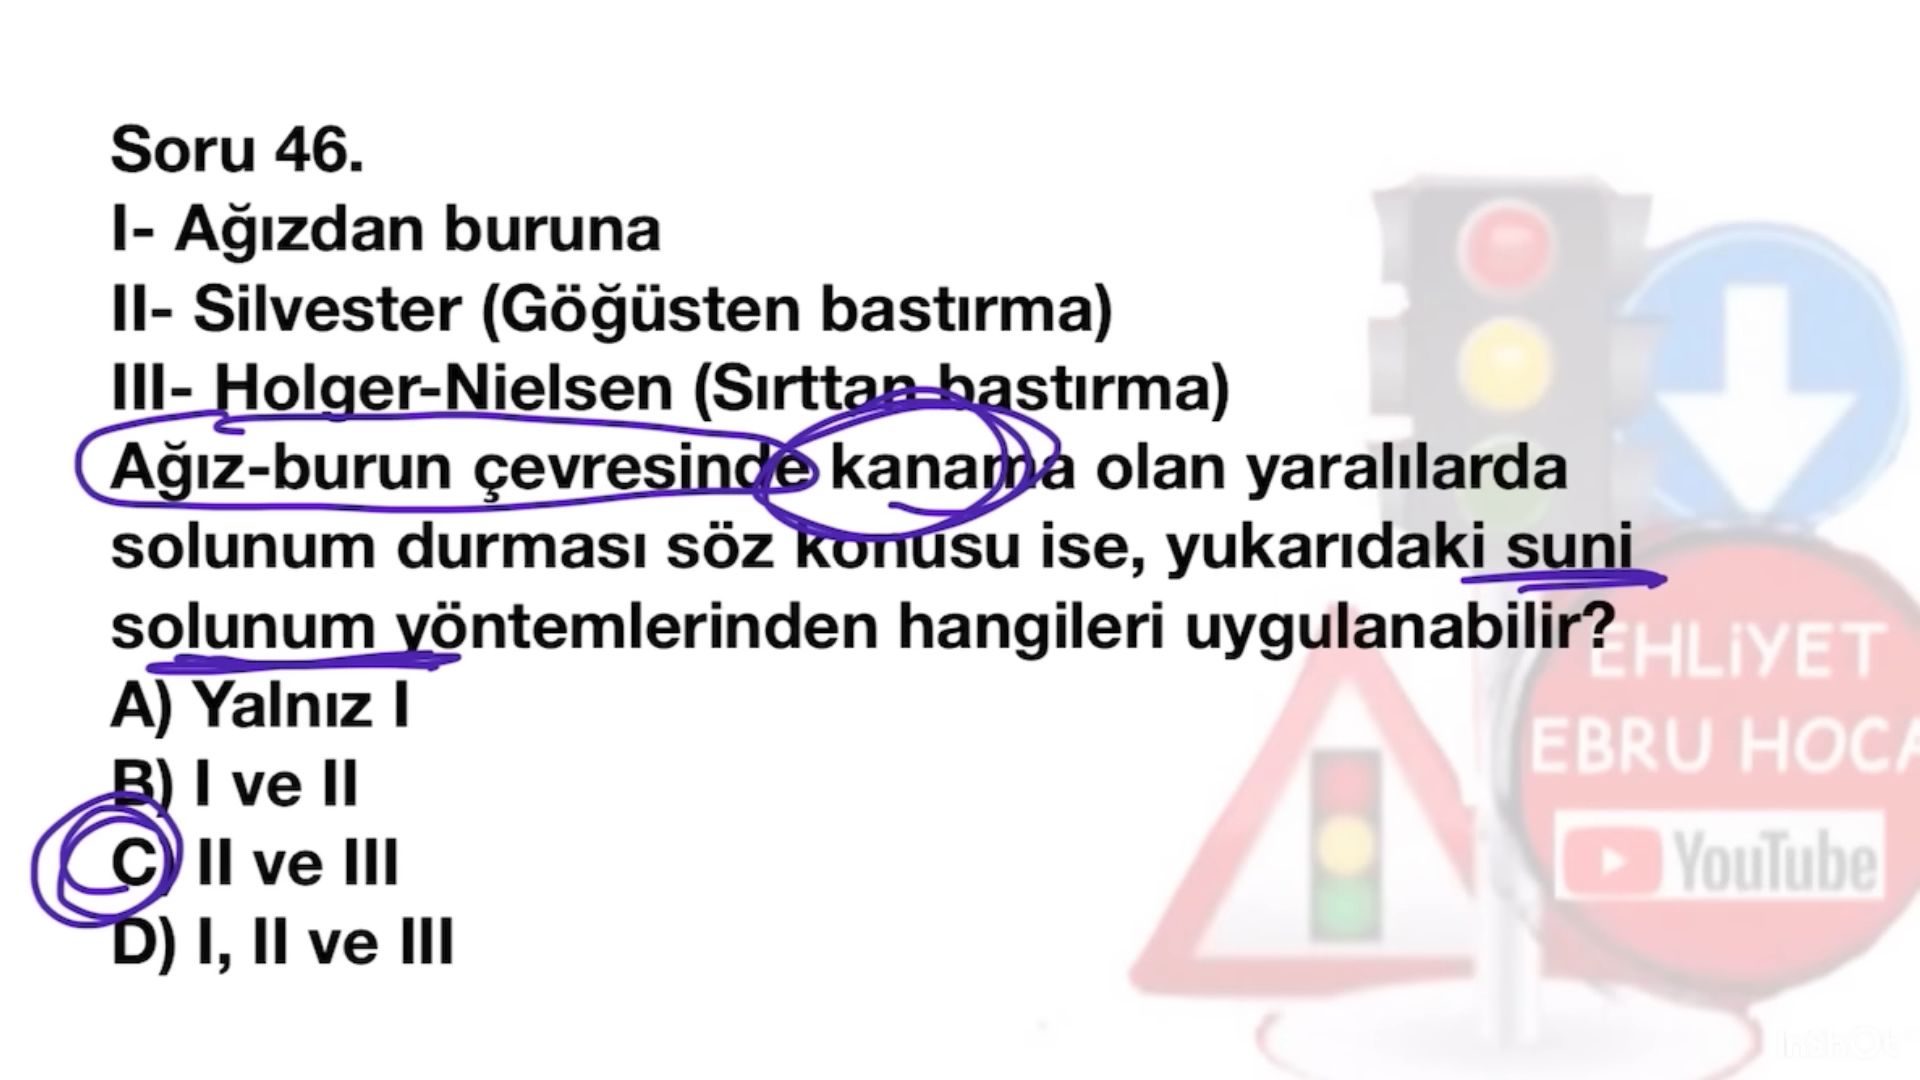 Soru 46.
I- Ağızdan buruna
II- Silvester (Göğüsten bastırma)
III- Holger-Nielsen (Sırttan bastırma)
Ağız-burun çevresinde kanama olan yaralılarda
solunum durması söz konusu ise, yukarıdaki suni
solunum yöntemlerinden hangileri uygulanabilir?
A) Yalnız I
B) I ve II
C) II ve III
D) I, II ve III
EHLİYET
EBRU HOCA
YouTube
InShOt